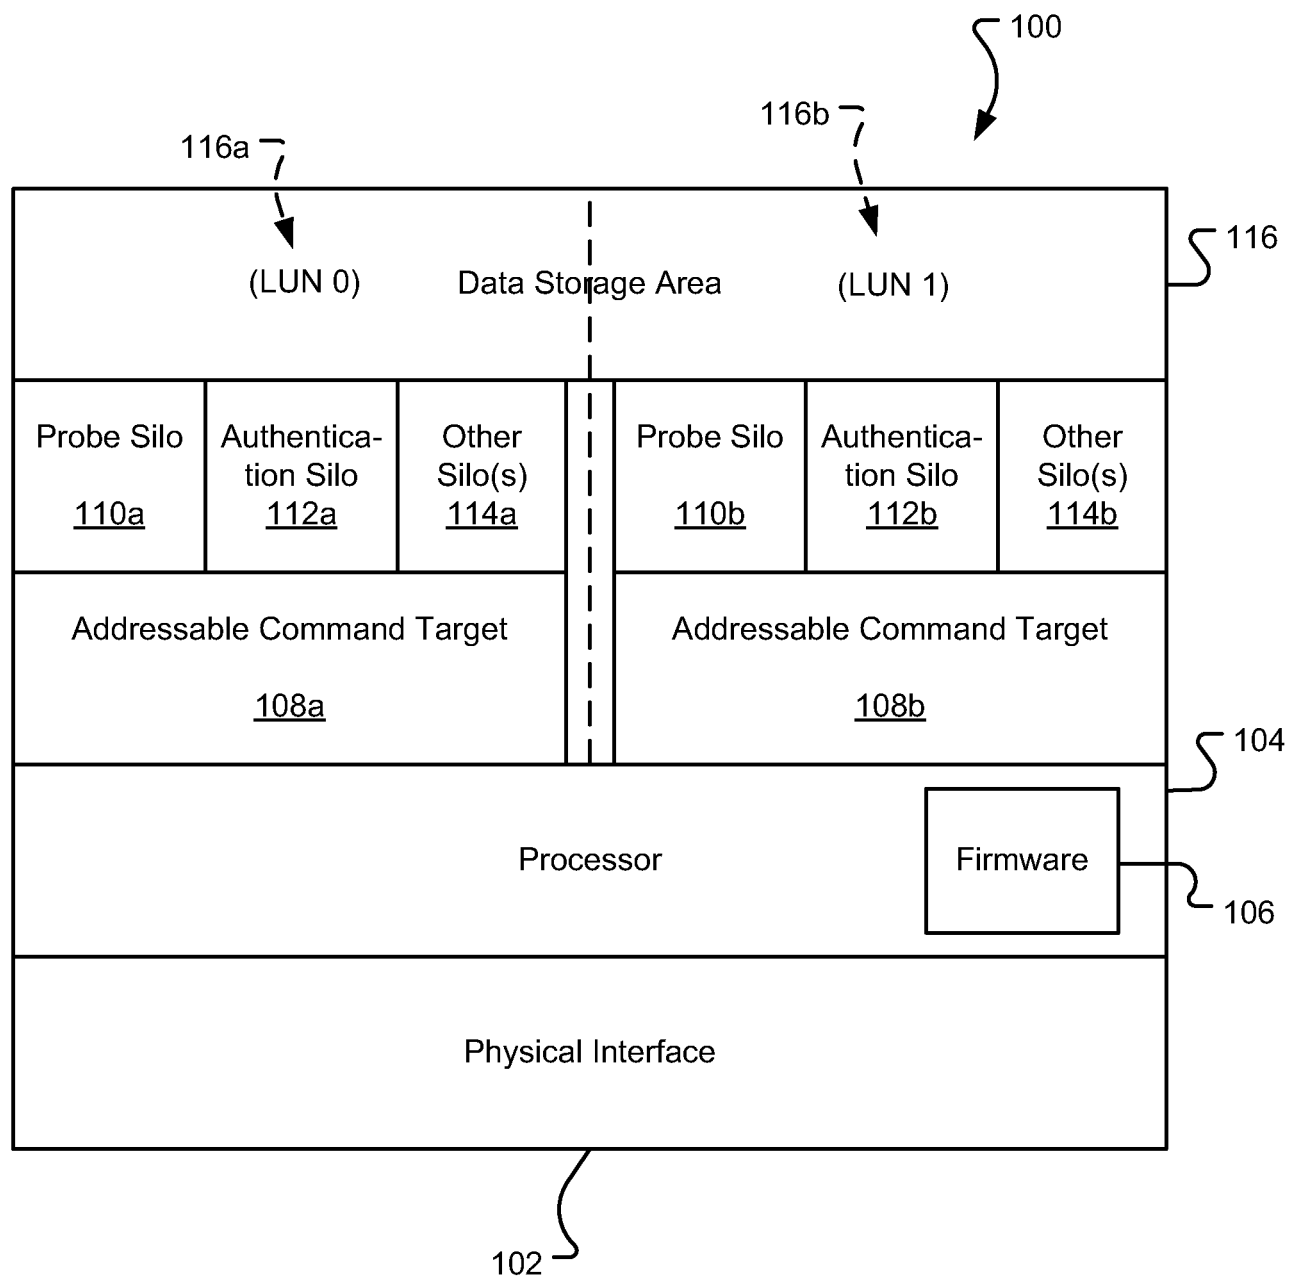 100
116b
116a
116
(LUN 0)
Data Storage Area
(LUN 1)
Probe Silo
110a
Authentica-
tion Silo
112a
Other
Silo(s)
114a
Probe Silo
110b
Authentica-
tion Silo
112b
Other
Silo(s)
114b
Addressable Command Target
108a
Addressable Command Target
108b
104
Processor
Firmware
106
Physical Interface
102